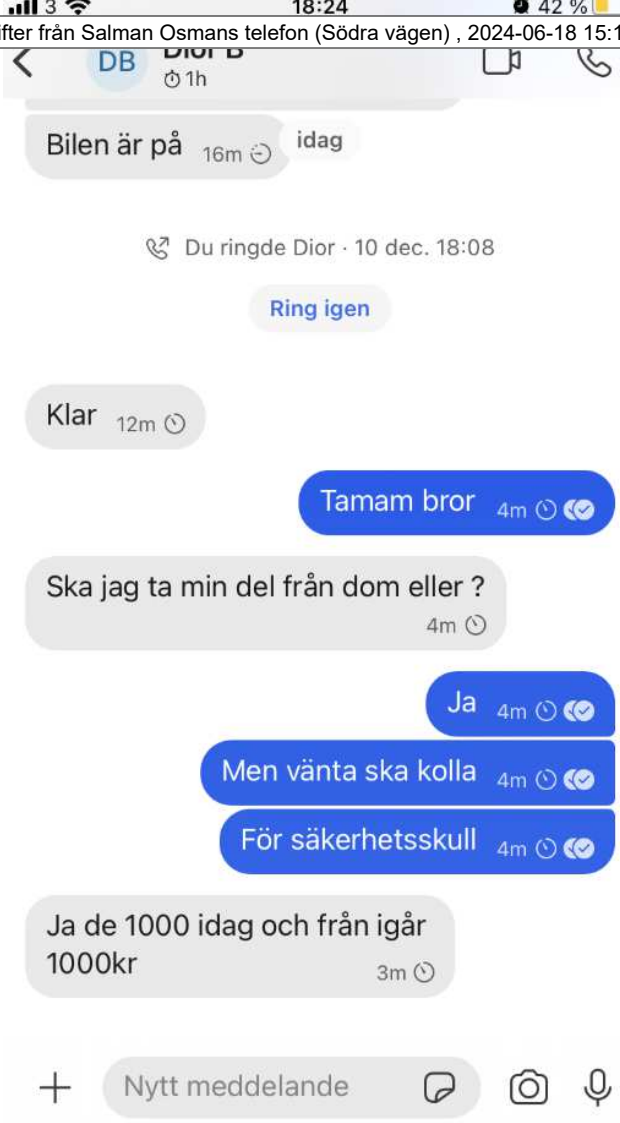 3 18:24 42 %
ifter från Salman Osmans telefon (Södra vägen) , 2024-06-18 15:1
DB Dior B
1h
Bilen är på 16m idag
Du ringde Dior · 10 dec. 18:08
Ring igen
Klar 12m
Tamam bror 4m
Ska jag ta min del från dom eller ?
4m
Ja 4m
Men vänta ska kolla 4m
För säkerhetsskull 4m
Ja de 1000 idag och från igår
1000kr 3m
Nytt meddelande